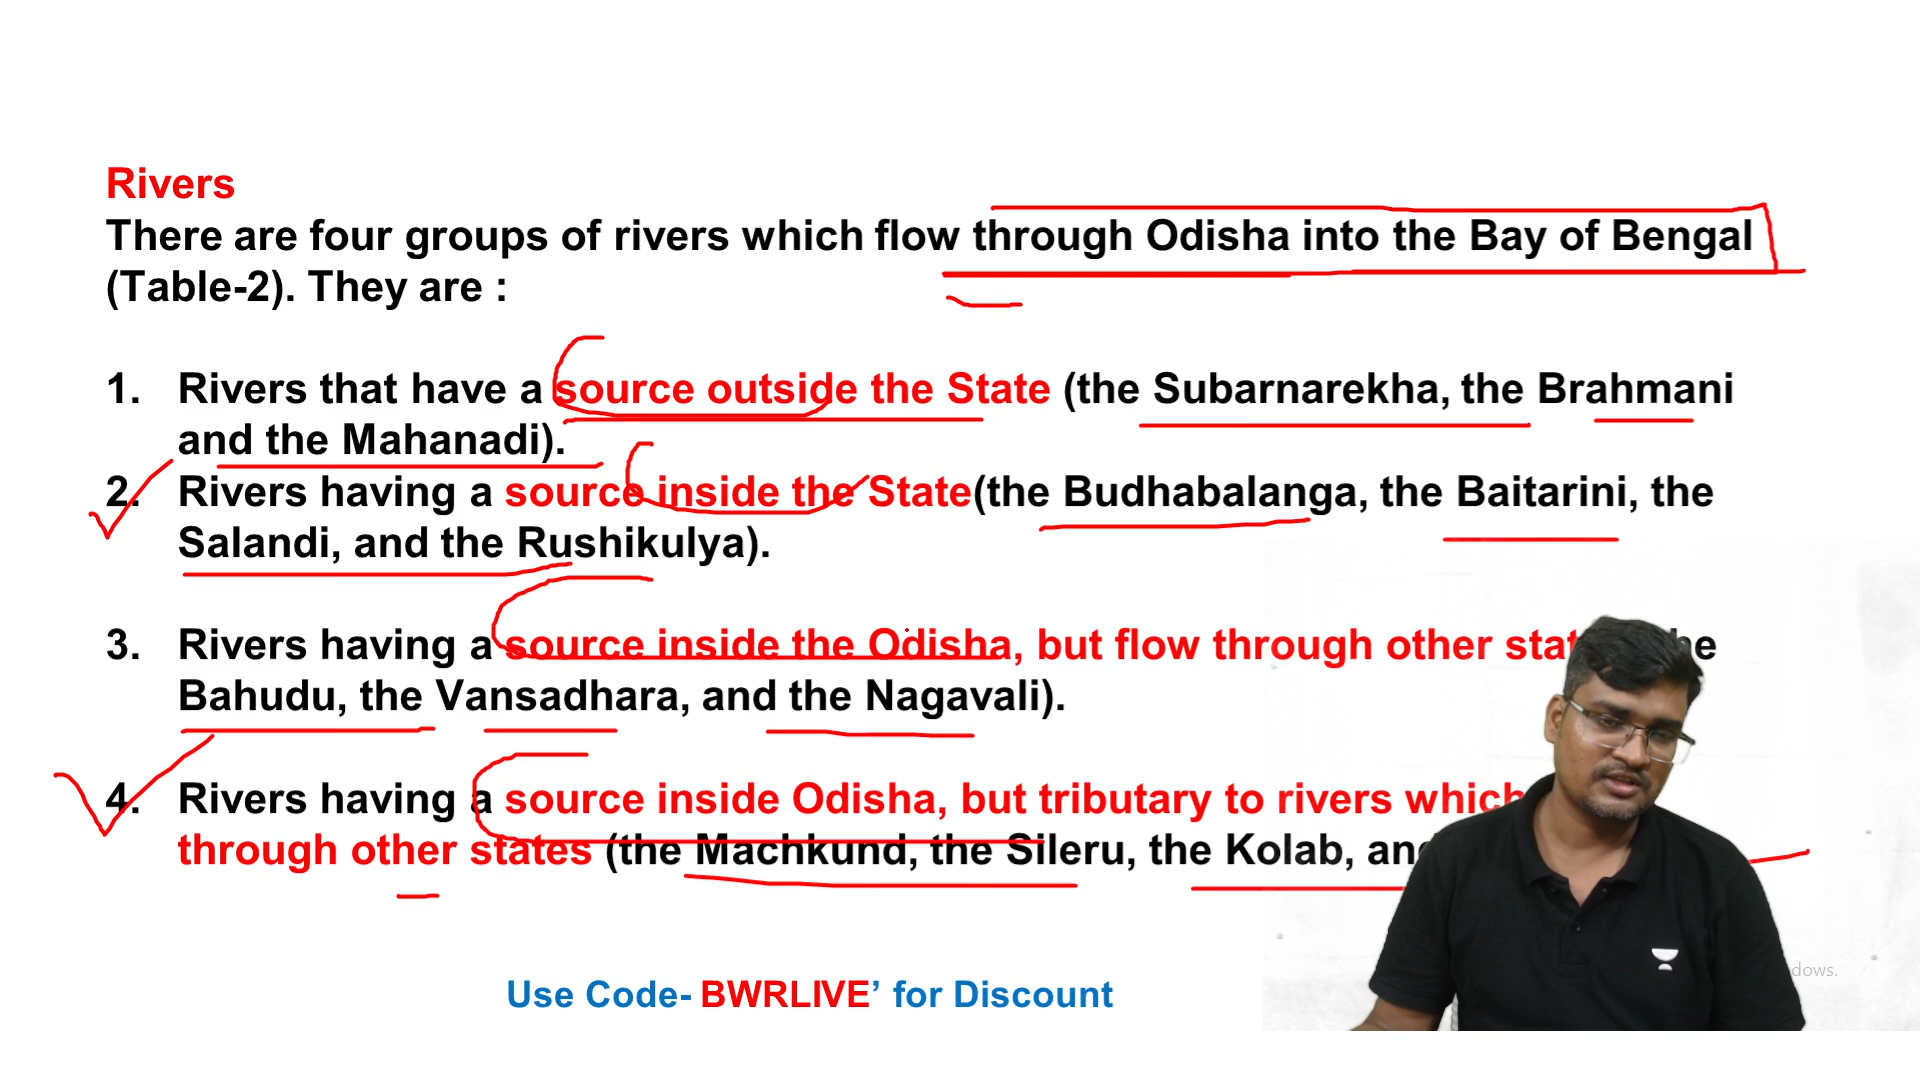 Rivers
There are four groups of rivers which flow through Odisha into the Bay of Bengal
(Table-2). They are :
1. Rivers that have a source outside the State (the Subarnarekha, the Brahmani
and the Mahanadi).
2. Rivers having a source inside the State(the Budhabalanga, the Baitarini, the
Salandi, and the Rushikulya).
3. Rivers having a source inside the Odisha, but flow through other
Bahudu, the Vansadhara, and the Nagavali).
4. Rivers having a source inside Odisha, but tributary to rivers which
through other states (the Machkund, the Sileru, the Kolab,
Use Code- BWRLIVE’ for Discount